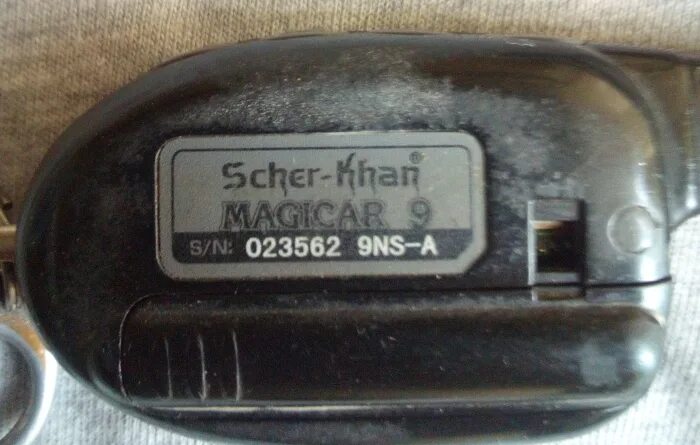 Scher-Khan®
MAGICAR 9
S/N: 023562 9NS-A